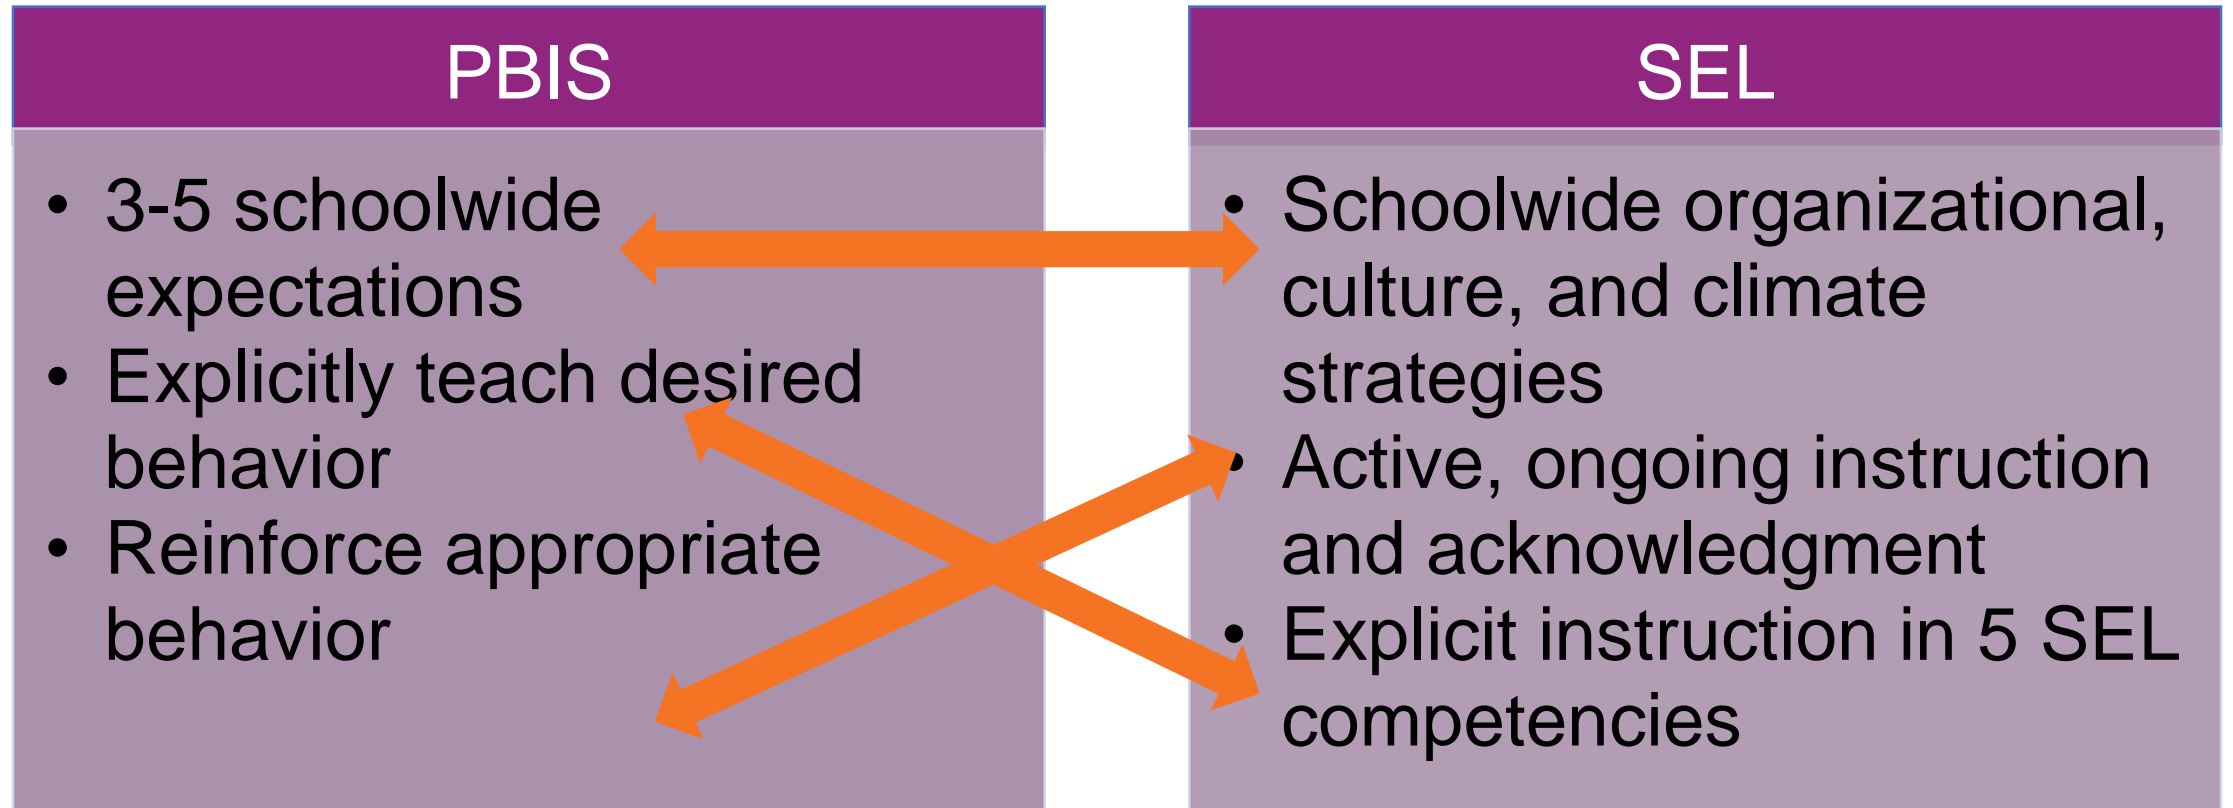 PBIS
• 3-5 schoolwide
expectations
• Explicitly teach desired
behavior
• Reinforce appropriate
behavior
SEL
• Schoolwide organizational,
culture, and climate
strategies
• Active, ongoing instruction
and acknowledgment
• Explicit instruction in 5 SEL
competencies